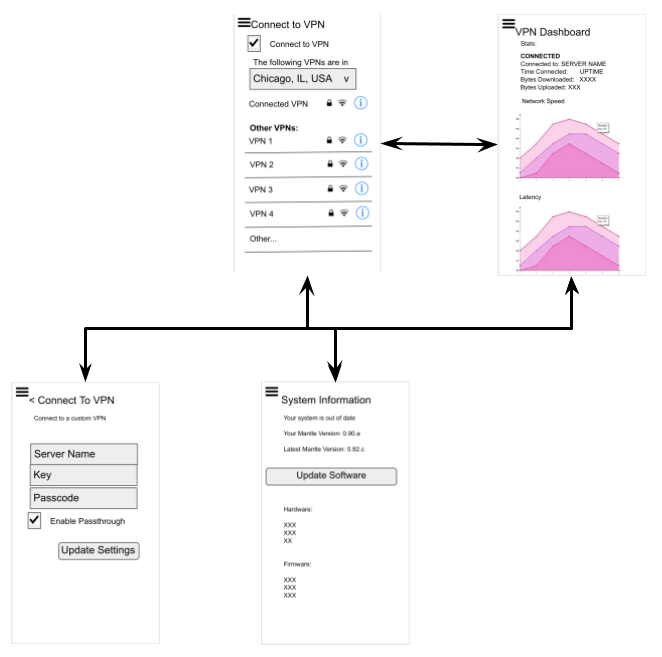 Connect to VPN
Connect to VPN
The following VPNs are in
Chicago, IL, USA v
Connected VPN
Other VPNs:
VPN 1
VPN 2
VPN 3
VPN 4
Other...
VPN Dashboard
Stats:
CONNECTED
Connected to: SERVER NAME
Time Connected: UPTIME
Bytes Downloaded: XXXX
Bytes Uploaded: XXX
Network Speed
Latency
< Connect To VPN
Connect to a custom VPN
Server Name
Key
Passcode
Enable Passthrough
Update Settings
System Information
Your system is out of date
Your Mantle Version: 0.90.a
Latest Mantle Version: 0.92.c
Update Software
Hardware:
XXX
XXX
XX
Firmware:
XXX
XXX
XXX